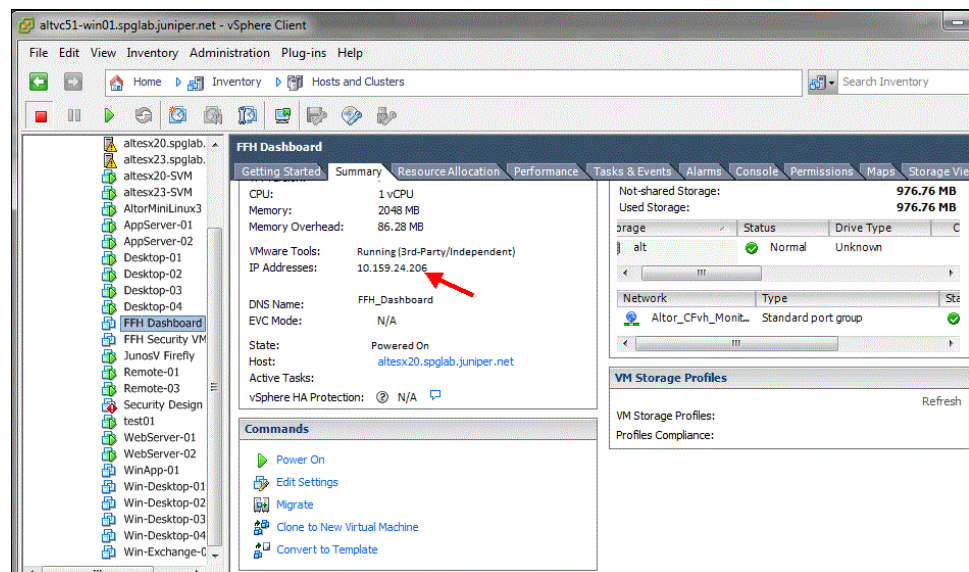 altvc51-win01.spglab.juniper.net - vSphere Client
File Edit View Inventory Administration Plug-ins Help
Home Inventory Hosts and Clusters
Search Inventory
altesx20.spglab.
altesx23.spglab.
altesx20-SVM
altesx23-SVM
AltorMiniLinux3
AppServer-01
AppServer-02
Desktop-01
Desktop-02
Desktop-03
Desktop-04
FFH Dashboard
FFH Security VM
JunosV Firefly
Remote-01
Remote-03
Security Design
test01
WebServer-01
WebServer-02
WinApp-01
Win-Desktop-01
Win-Desktop-02
Win-Desktop-03
Win-Desktop-04
Win-Exchange-0
FFH Dashboard
Getting Started Summary Resource Allocation Performance Tasks & Events Alarms Console Permissions Maps Storage Vie
CPU: 1 vCPU
Memory: 2048 MB
Memory Overhead: 86.28 MB
VMware Tools: Running (3rd-Party/Independent)
IP Addresses: 10.159.24.206
DNS Name: FFH_Dashboard
EVC Mode: N/A
State: Powered On
Host: altesx20.spglab.juniper.net
Active Tasks:
vSphere HA Protection: N/A
Commands
Power On
Edit Settings
Migrate
Clone to New Virtual Machine
Convert to Template
Not-shared Storage: 976.76 MB
Used Storage: 976.76 MB
orage Status Drive Type C
alt Normal Unknown
Network Type Sta
Altor_CFvh_Monit... Standard port group
VM Storage Profiles
Refresh
VM Storage Profiles:
Profiles Compliance: